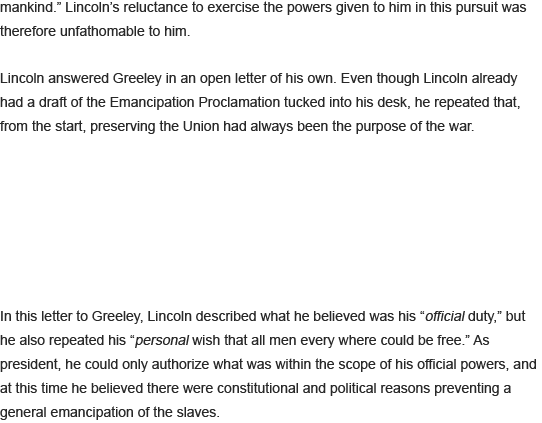 mankind.” Lincoln’s reluctance to exercise the powers given to him in this pursuit was
therefore unfathomable to him.
Lincoln answered Greeley in an open letter of his own. Even though Lincoln already
had a draft of the Emancipation Proclamation tucked into his desk, he repeated that,
from the start, preserving the Union had always been the purpose of the war.
In this letter to Greeley, Lincoln described what he believed was his “official duty,” but
he also repeated his “personal wish that all men every where could be free.” As
president, he could only authorize what was within the scope of his official powers, and
at this time he believed there were constitutional and political reasons preventing a
general emancipation of the slaves.